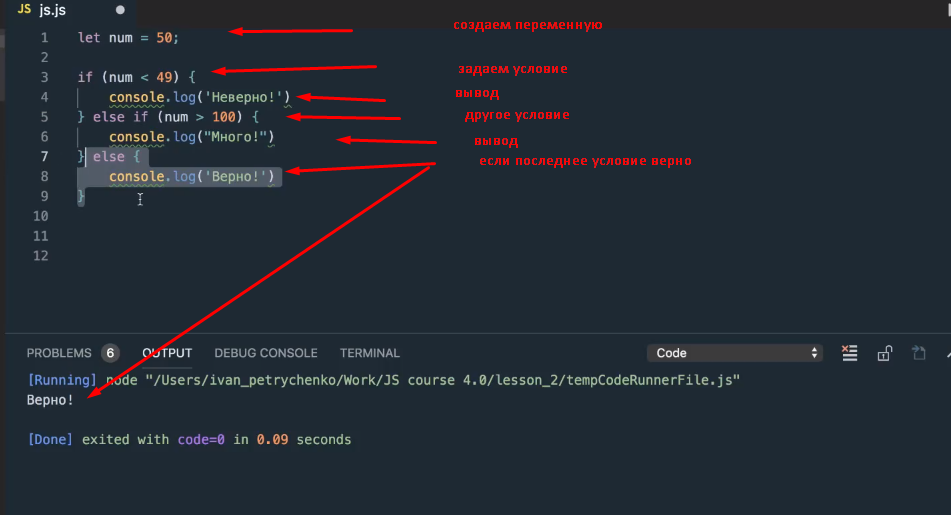 JS js.js
1 let num = 50; создаем переменную
2
3 if (num < 49) { задаем условие
4 console.log('Неверно!') вывод
5 } else if (num > 100) { другое условие
6 console.log("Много!") вывод
7 } else { если последнее условие верно
8 console.log('Верно!')
9 }
10
11
12
PROBLEMS 6 OUTPUT DEBUG CONSOLE TERMINAL Code
[Running] node "/Users/ivan_petrychenko/Work/JS course 4.0/lesson_2/tempCodeRunnerFile.js"
Верно!
[Done] exited with code=0 in 0.09 seconds